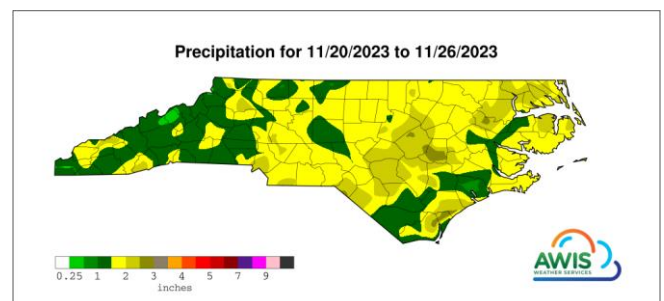 Precipitation for 11/20/2023 to 11/26/2023
0.25 1 2 3 4 5 7 9
inches
AWIS
WEATHER SERVICES